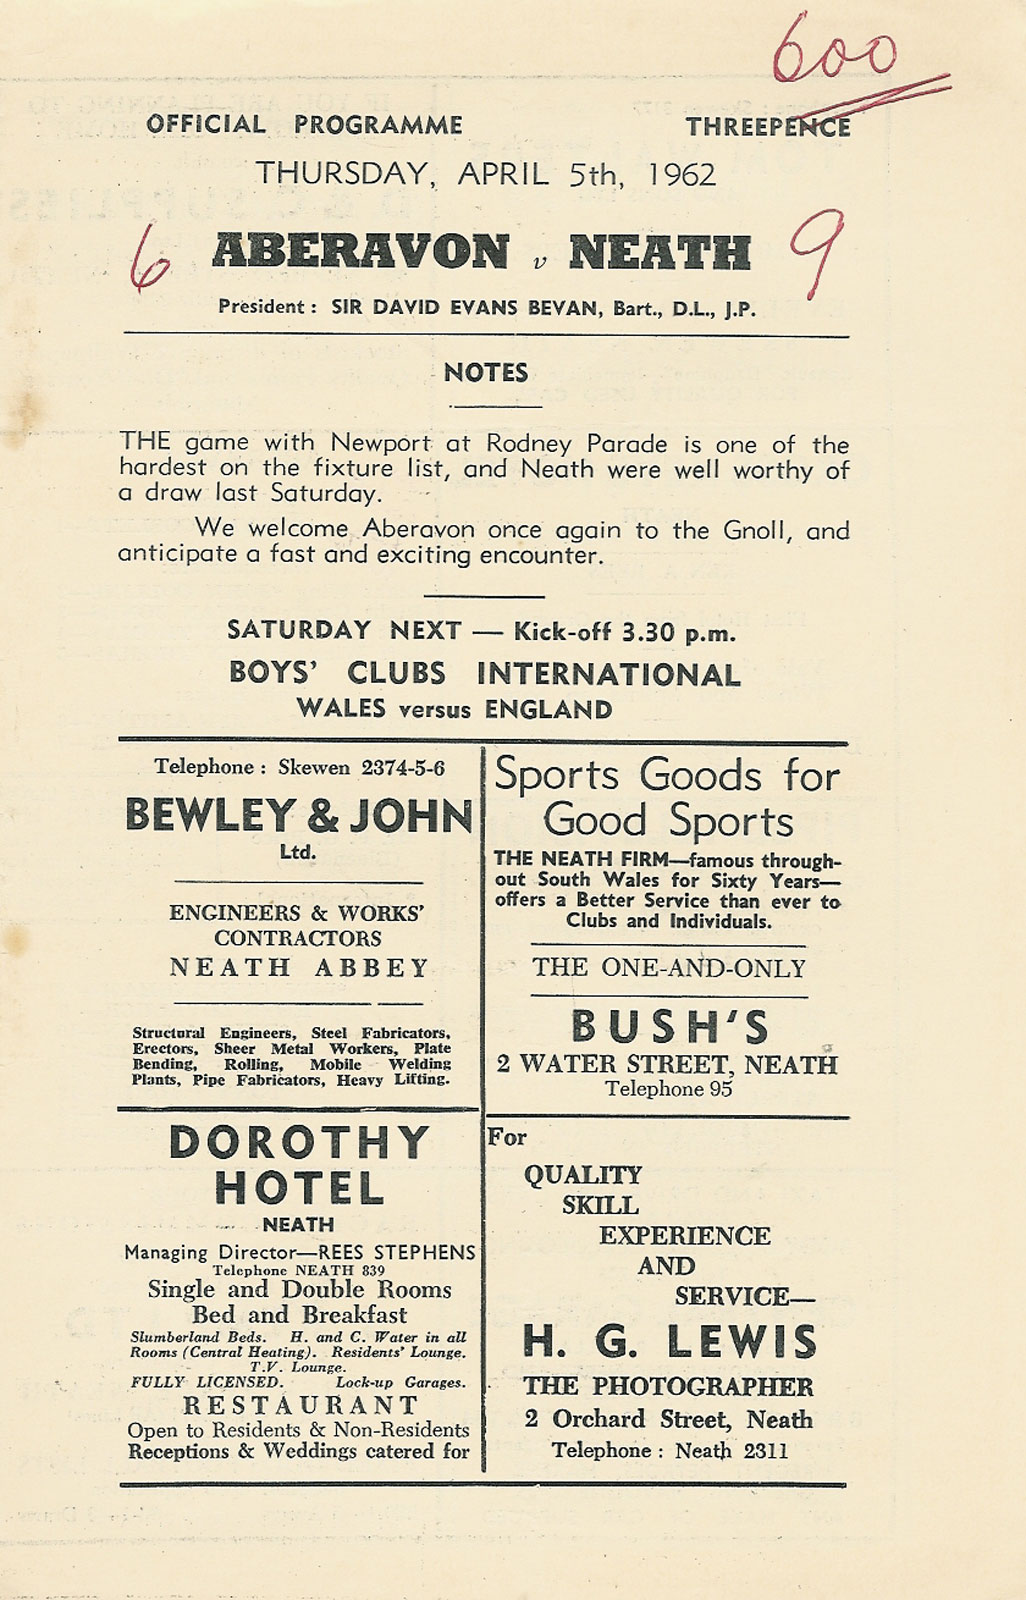 600
OFFICIAL PROGRAMME THREEPENCE
THURSDAY, APRIL 5th, 1962
6 ABERAVON v NEATH 9
President : SIR DAVID EVANS BEVAN, Bart., D.L., J.P.
NOTES
THE game with Newport at Rodney Parade is one of the
hardest on the fixture list, and Neath were well worthy of
a draw last Saturday.
We welcome Aberavon once again to the Gnoll, and
anticipate a fast and exciting encounter.
SATURDAY NEXT — Kick-off 3.30 p.m.
BOYS' CLUBS INTERNATIONAL
WALES versus ENGLAND
Telephone : Skewen 2374-5-6
BEWLEY & JOHN
Ltd.
ENGINEERS & WORKS'
CONTRACTORS
NEATH ABBEY
Structural Engineers, Steel Fabricators,
Erectors, Sheer Metal Workers, Plate
Bending, Rolling, Mobile Welding
Plants, Pipe Fabricators, Heavy Lifting.
DOROTHY
HOTEL
NEATH
Managing Director—REES STEPHENS
Telephone NEATH 839
Single and Double Rooms
Bed and Breakfast
Slumberland Beds. H. and C. Water in all
Rooms (Central Heating). Residents' Lounge.
T.V. Lounge.
FULLY LICENSED. Lock-up Garages.
RESTAURANT
Open to Residents & Non-Residents
Receptions & Weddings catered for
Sports Goods for
Good Sports
THE NEATH FIRM—famous through-
out South Wales for Sixty Years—
offers a Better Service than ever to
Clubs and Individuals.
THE ONE-AND-ONLY
BUSH'S
2 WATER STREET, NEATH
Telephone 95
For
QUALITY
SKILL
EXPERIENCE
AND
SERVICE—
H. G. LEWIS
THE PHOTOGRAPHER
2 Orchard Street, Neath
Telephone : Neath 2311